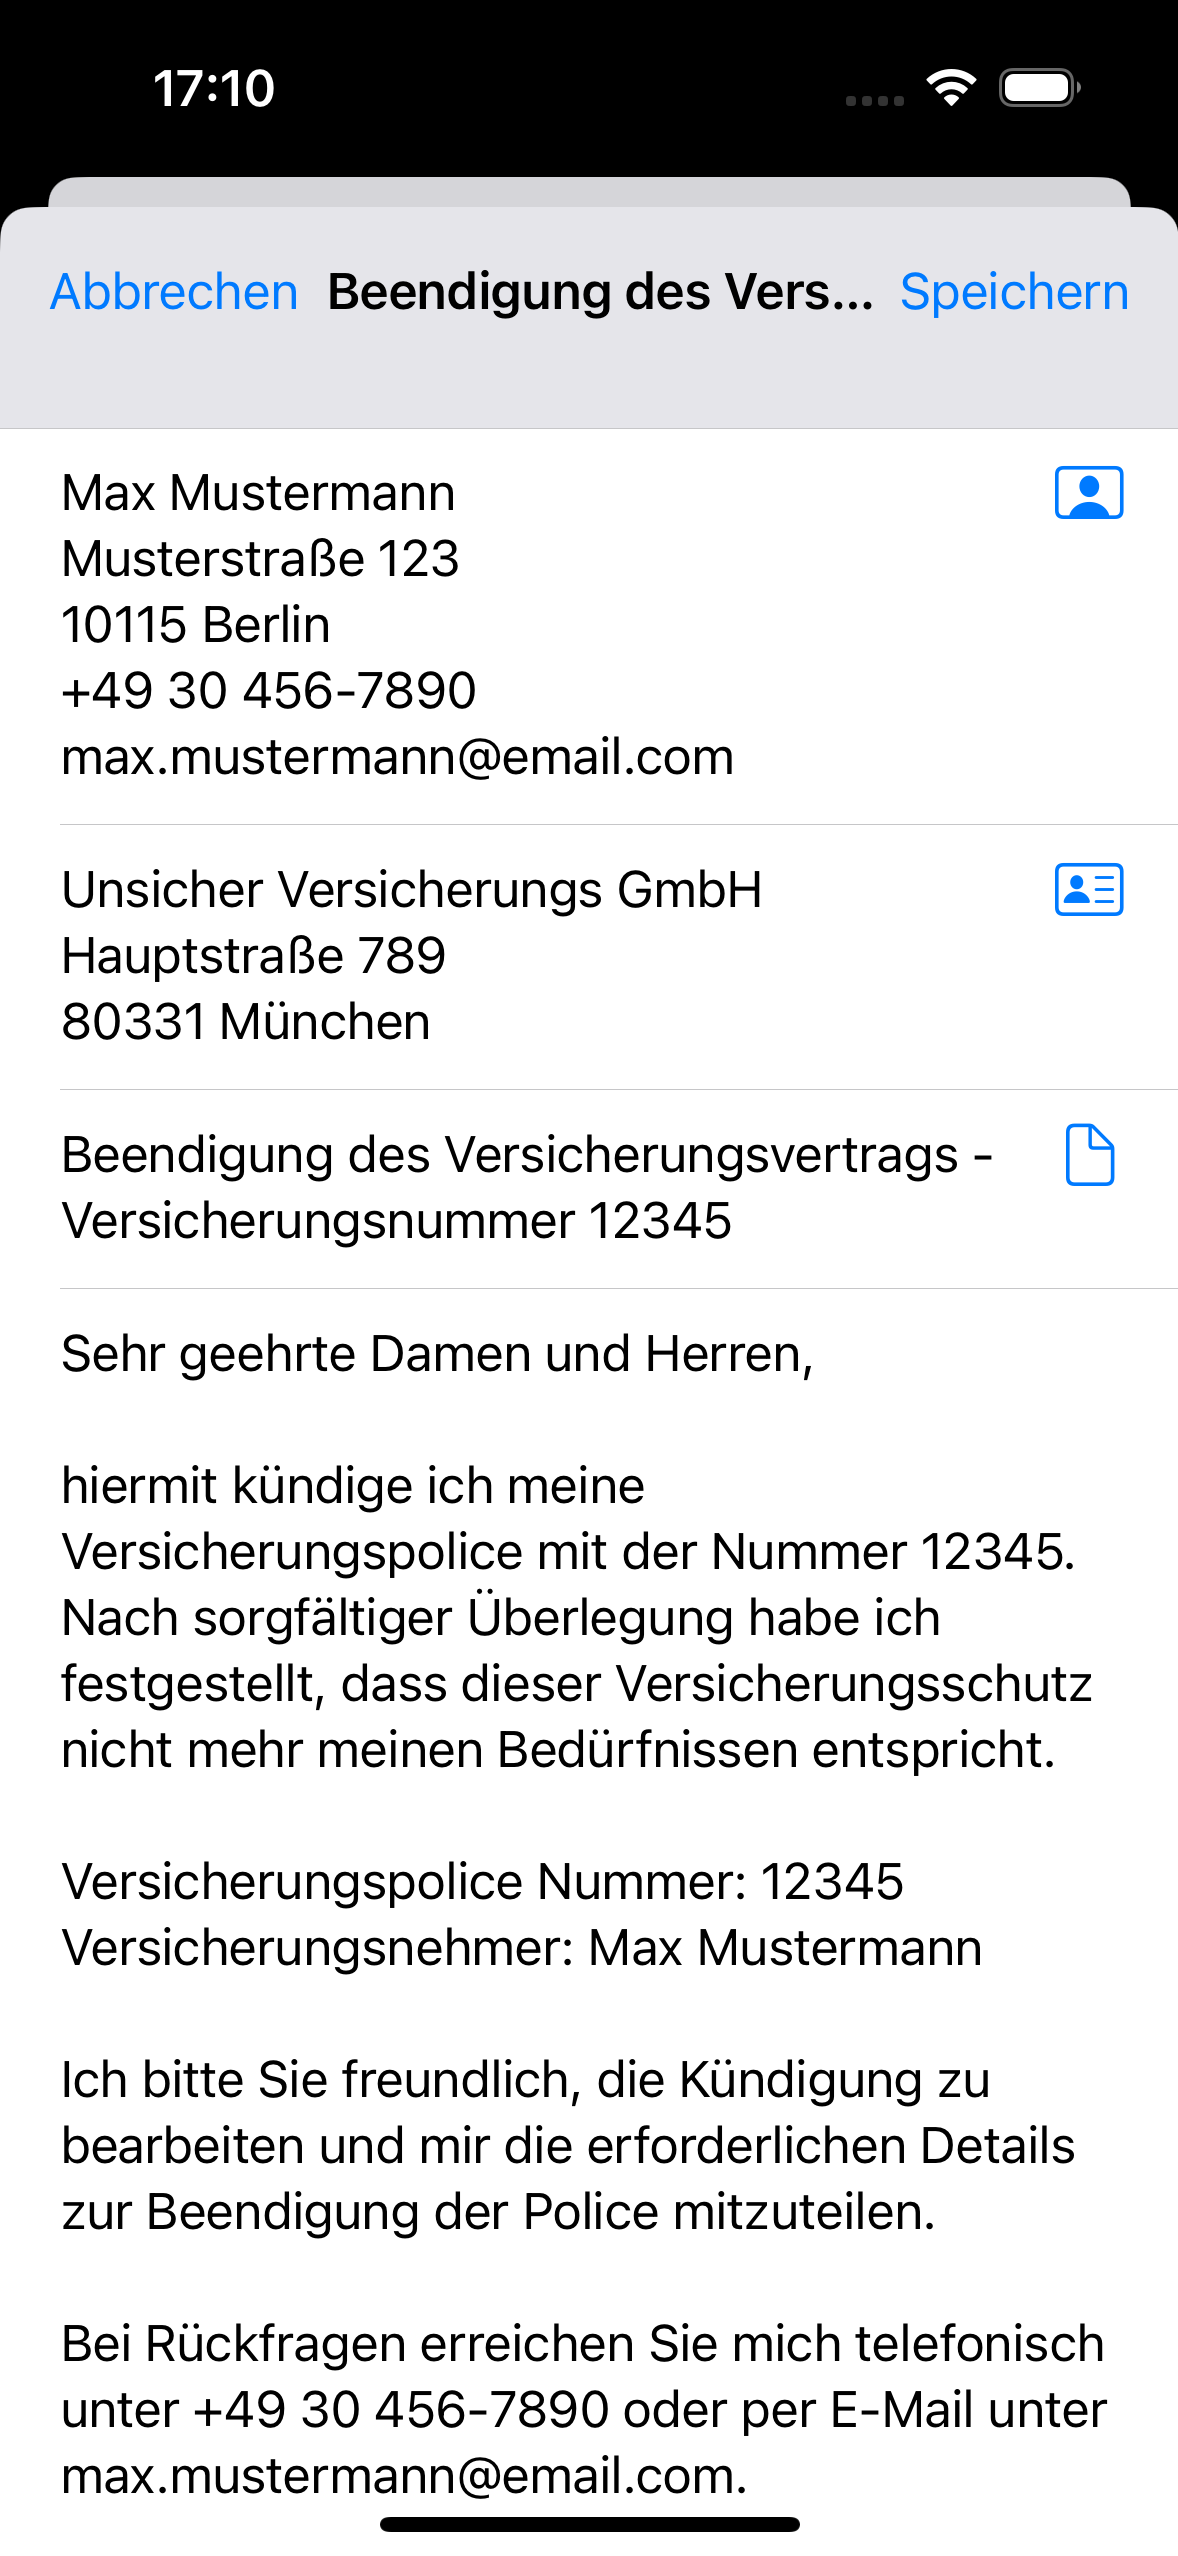 17:10
Abbrechen Beendigung des Vers... Speichern
Max Mustermann
Musterstraße 123
10115 Berlin
+49 30 456-7890
max.mustermann@email.com
Unsicher Versicherungs GmbH
Hauptstraße 789
80331 München
Beendigung des Versicherungsvertrags -
Versicherungsnummer 12345
Sehr geehrte Damen und Herren,
hiermit kündige ich meine
Versicherungspolice mit der Nummer 12345.
Nach sorgfältiger Überlegung habe ich
festgestellt, dass dieser Versicherungsschutz
nicht mehr meinen Bedürfnissen entspricht.
Versicherungspolice Nummer: 12345
Versicherungsnehmer: Max Mustermann
Ich bitte Sie freundlich, die Kündigung zu
bearbeiten und mir die erforderlichen Details
zur Beendigung der Police mitzuteilen.
Bei Rückfragen erreichen Sie mich telefonisch
unter +49 30 456-7890 oder per E-Mail unter
max.mustermann@email.com.